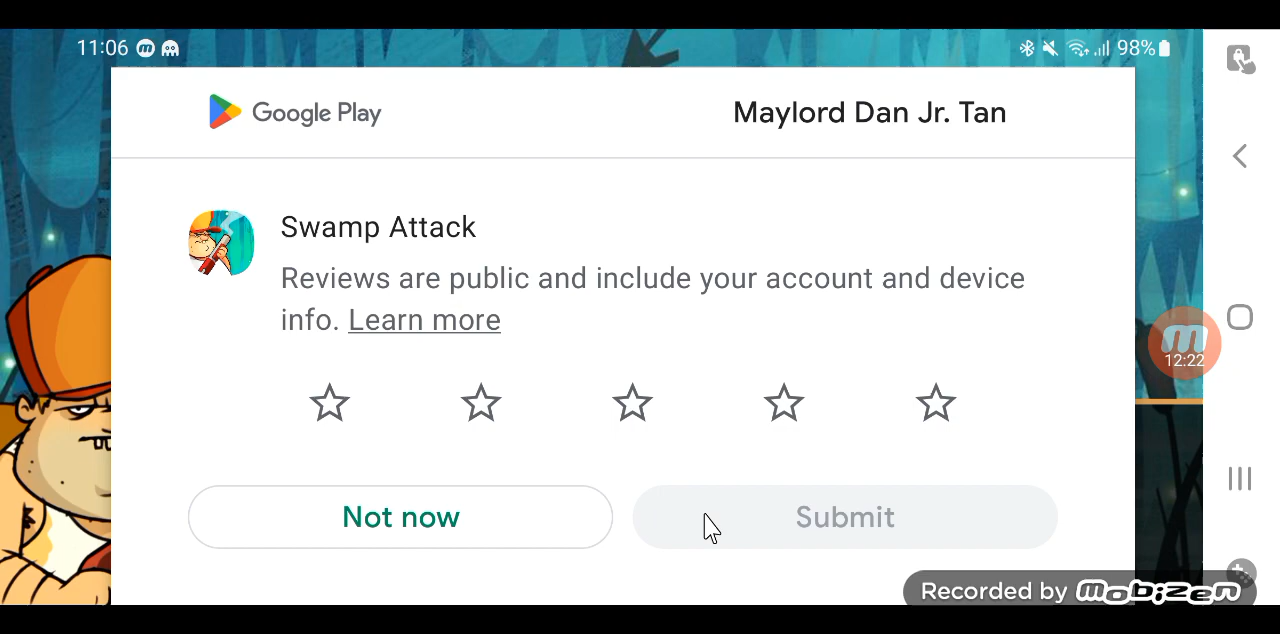 11:06
98%
Google Play
Maylord Dan Jr. Tan
Swamp Attack
Reviews are public and include your account and device
info. Learn more
12:22
Not now
Submit
Recorded by mobizen